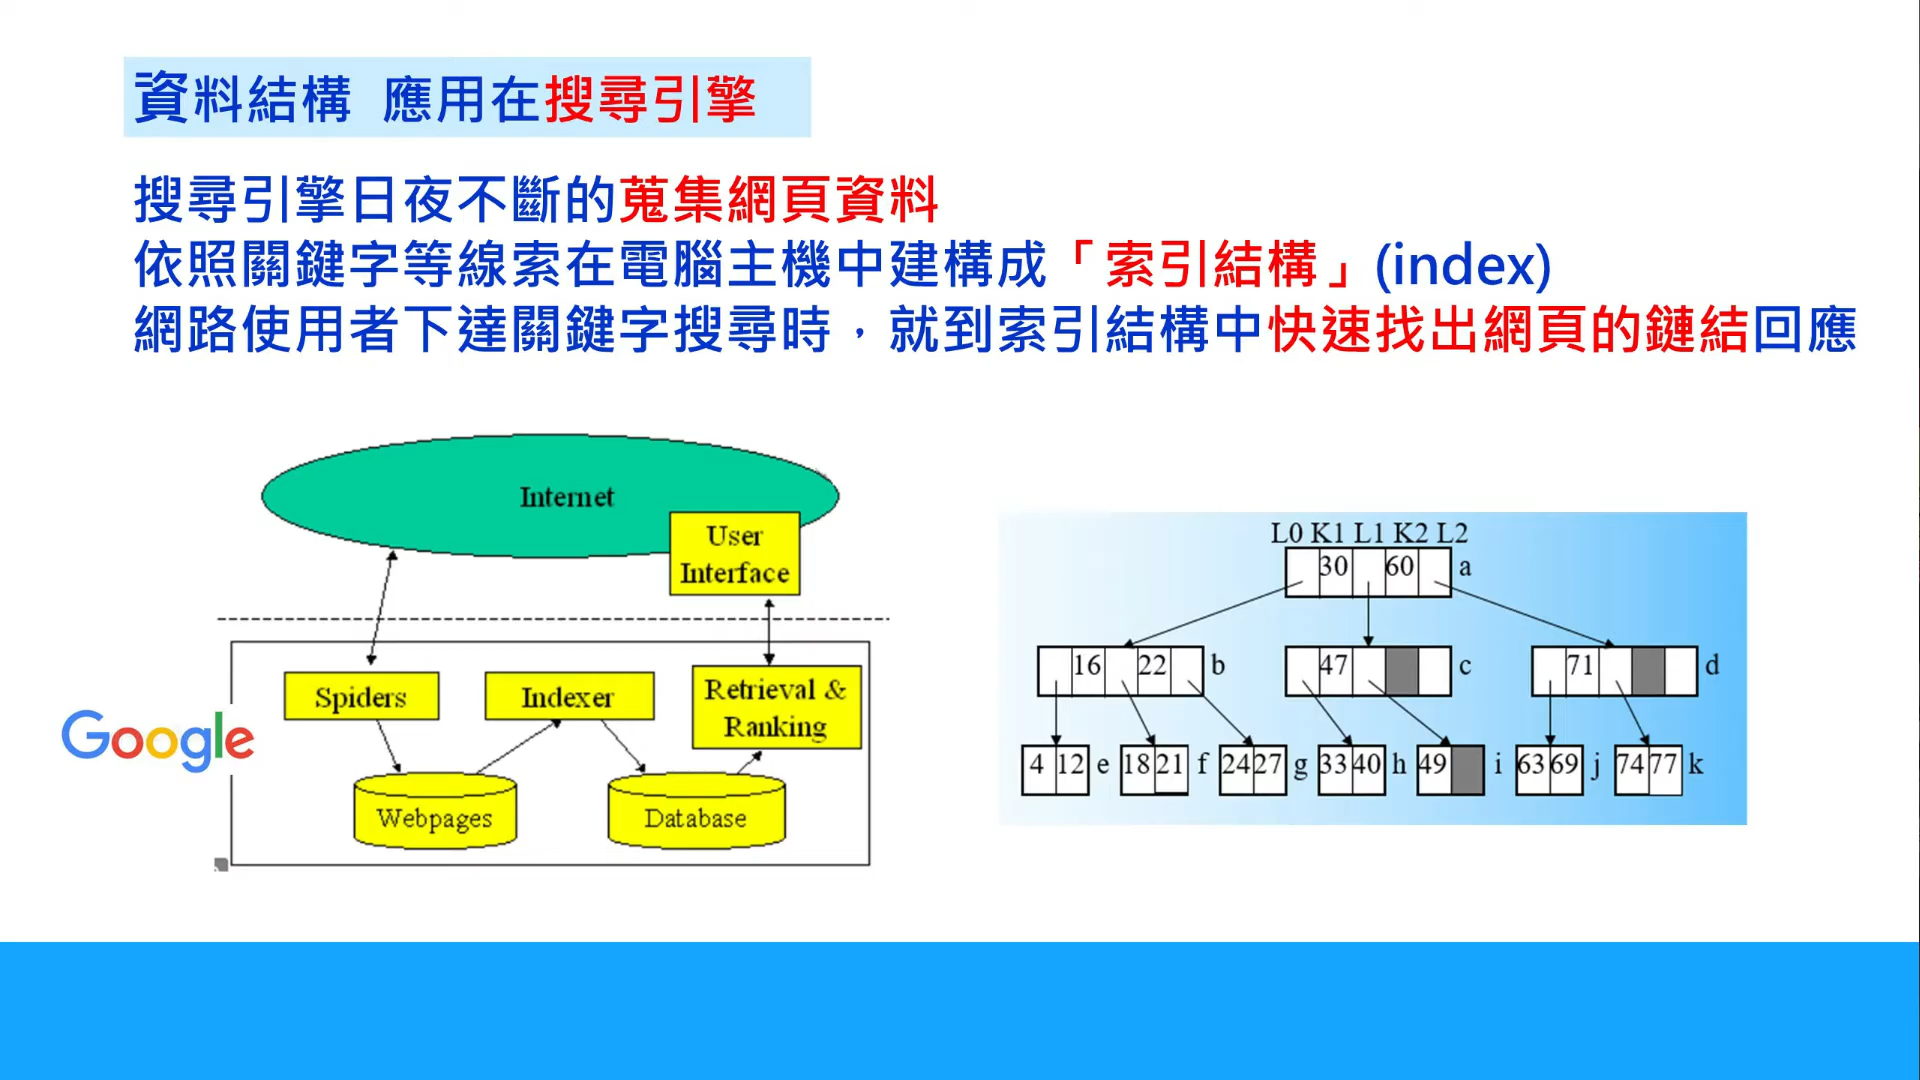 資料結構 應用在搜尋引擎
搜尋引擎日夜不斷的蒐集網頁資料
依照關鍵字等線索在電腦主機中建構成「索引結構」(index)
網路使用者下達關鍵字搜尋時，就到索引結構中快速找出網頁的鏈結回應
Internet
User
Interface
Spiders
Indexer
Retrieval &
Ranking
Google
Webpages
Database
L0 K1 L1 K2 L2
30 60 a
16 22 b
47 c
71 d
4 12 e 18 21 f 24 27 g 33 40 h 49 i 63 69 j 74 77 k